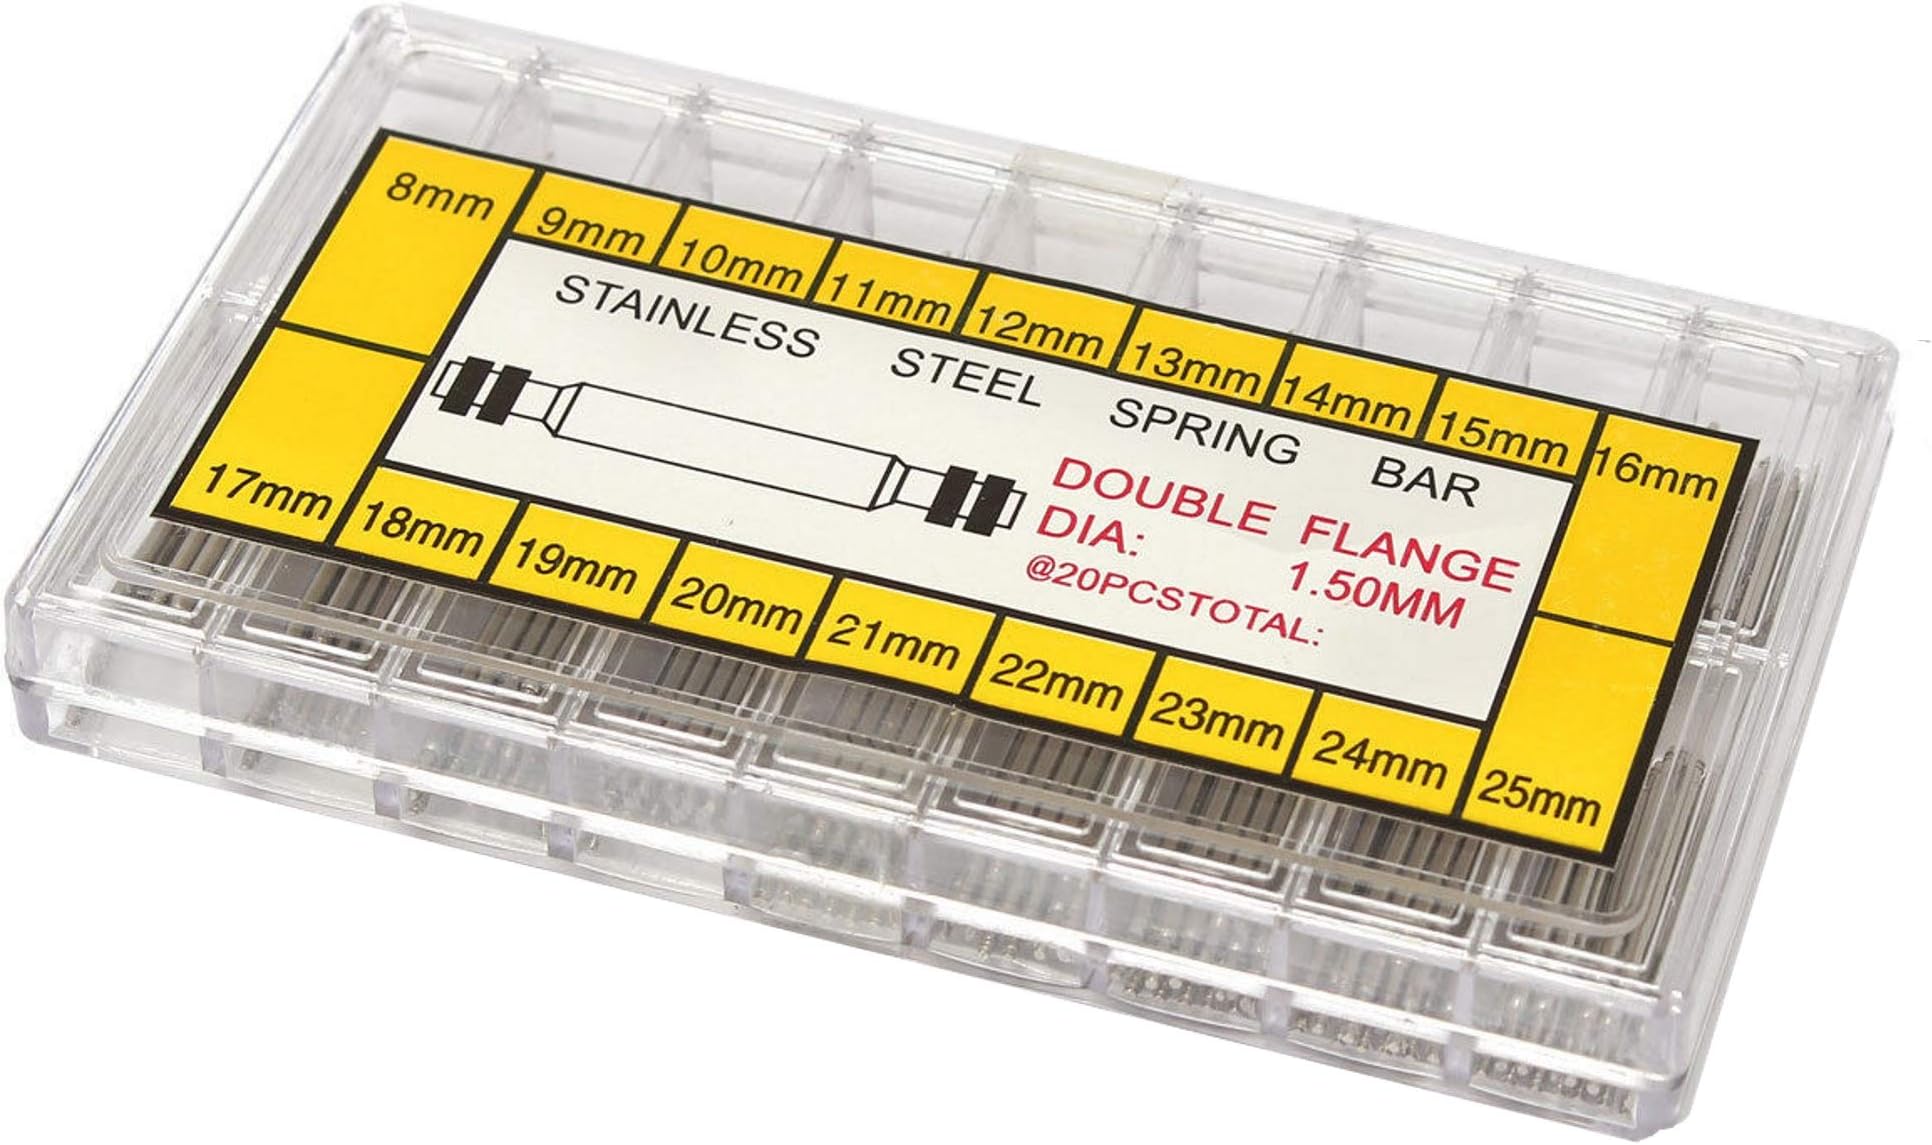 8mm
9mm
10mm
11mm
12mm
13mm
14mm
15mm
16mm
STAINLESS STEEL SPRING BAR
DOUBLE FLANGE
DIA: 1.50MM
@20PCSTOTAL:
17mm
18mm
19mm
20mm
21mm
22mm
23mm
24mm
25mm